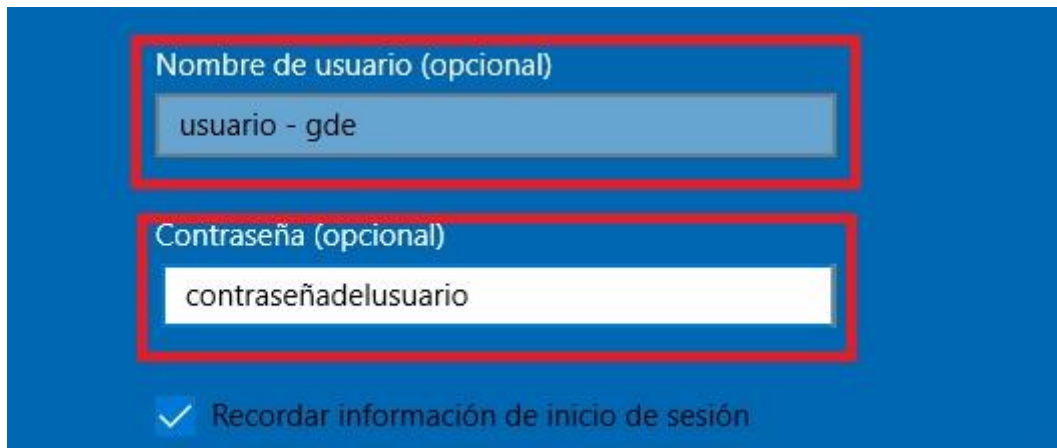 Nombre de usuario (opcional)
usuario - gde
Contraseña (opcional)
contraseñadelusuario
Recordar información de inicio de sesión